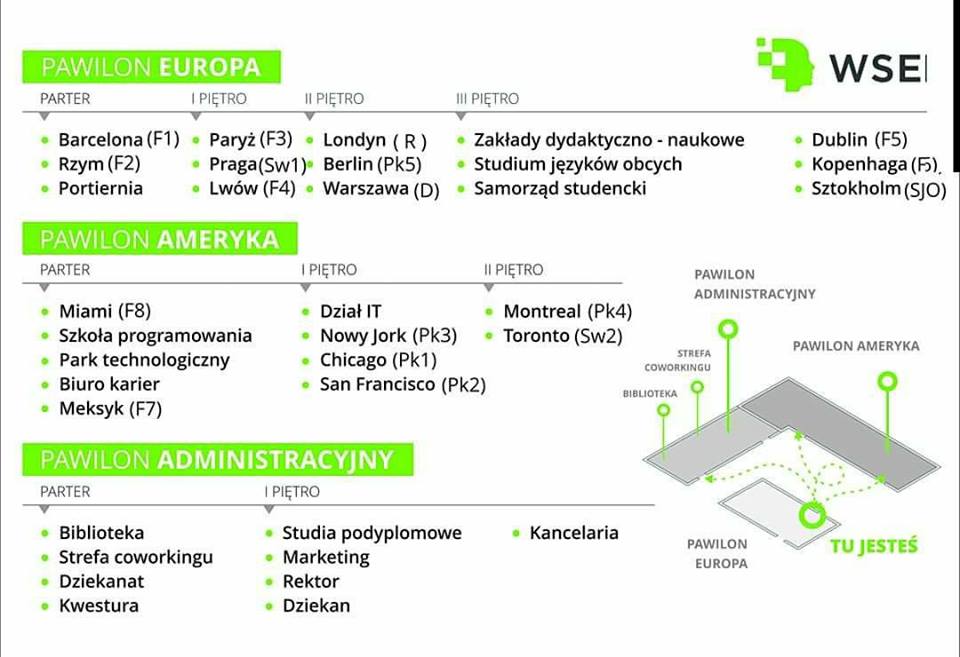 PAWILON EUROPA
WSEI
PARTER I PIĘTRO II PIĘTRO III PIĘTRO
Barcelona (F1) Paryż (F3) Londyn ( R ) Zakłady dydaktyczno - naukowe Dublin (F5)
Rzym (F2) Praga(Sw1) Berlin (Pk5) Studium języków obcych Kopenhaga (F5),
Portiernia Lwów (F4) Warszawa (D) Samorząd studencki Sztokholm (SJO)
PAWILON AMERYKA
PARTER I PIĘTRO II PIĘTRO
Miami (F8) Dział IT Montreal (Pk4)
Szkoła programowania Nowy Jork (Pk3) Toronto (Sw2)
Park technologiczny Chicago (Pk1)
Biuro karier San Francisco (Pk2)
Meksyk (F7)
PAWILON
ADMINISTRACYJNY
PAWILON AMERYKA
STREFA
COWORKINGU
BIBLIOTEKA
PAWILON ADMINISTRACYJNY
PARTER I PIĘTRO
Biblioteka Studia podyplomowe Kancelaria
Strefa coworkingu Marketing
Dziekanat Rektor
Kwestura Dziekan
PAWILON
EUROPA
TU JESTEŚ